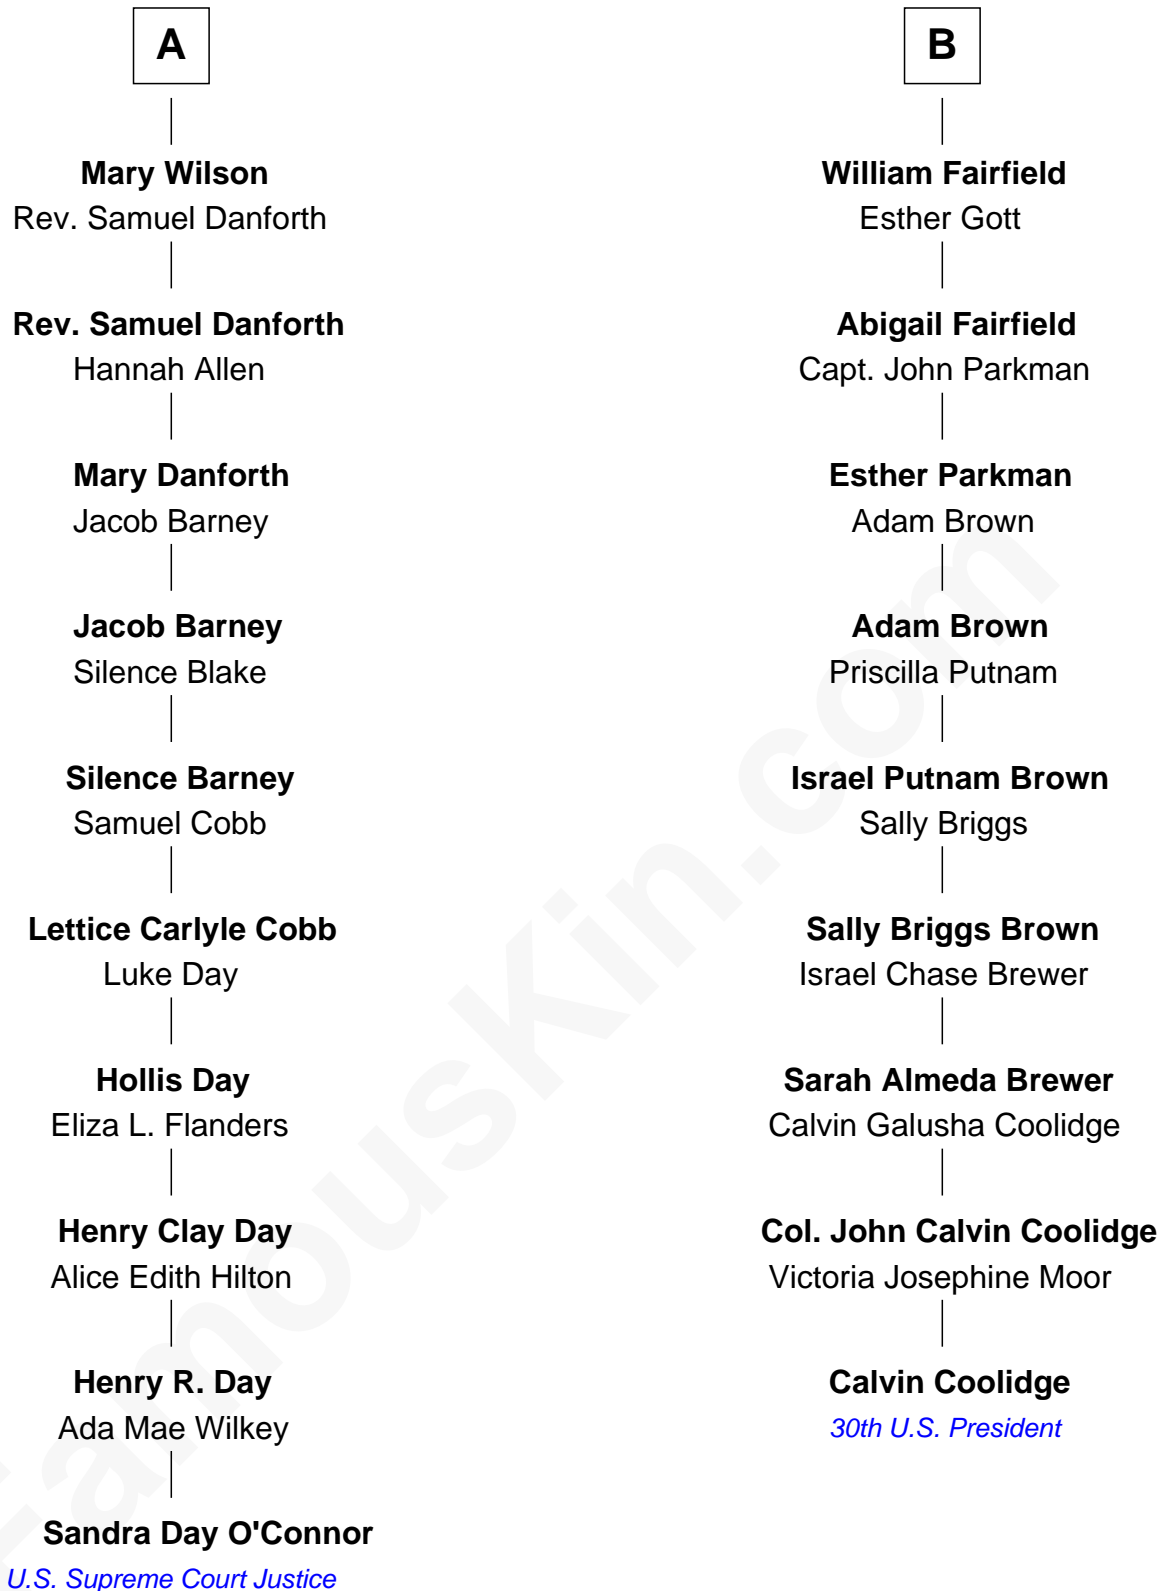 A
Mary Wilson
Rev. Samuel Danforth
Rev. Samuel Danforth
Hannah Allen
Mary Danforth
Jacob Barney
Jacob Barney
Silence Blake
Silence Barney
Samuel Cobb
Lettice Carlyle Cobb
Luke Day
Hollis Day
Eliza L. Flanders
Henry Clay Day
Alice Edith Hilton
Henry R. Day
Ada Mae Wilkey
Sandra Day O'Connor
U.S. Supreme Court Justice
B
William Fairfield
Esther Gott
Abigail Fairfield
Capt. John Parkman
Esther Parkman
Adam Brown
Adam Brown
Priscilla Putnam
Israel Putnam Brown
Sally Briggs
Sally Briggs Brown
Israel Chase Brewer
Sarah Almeda Brewer
Calvin Galusha Coolidge
Col. John Calvin Coolidge
Victoria Josephine Moor
Calvin Coolidge
30th U.S. President
FamousKin.com